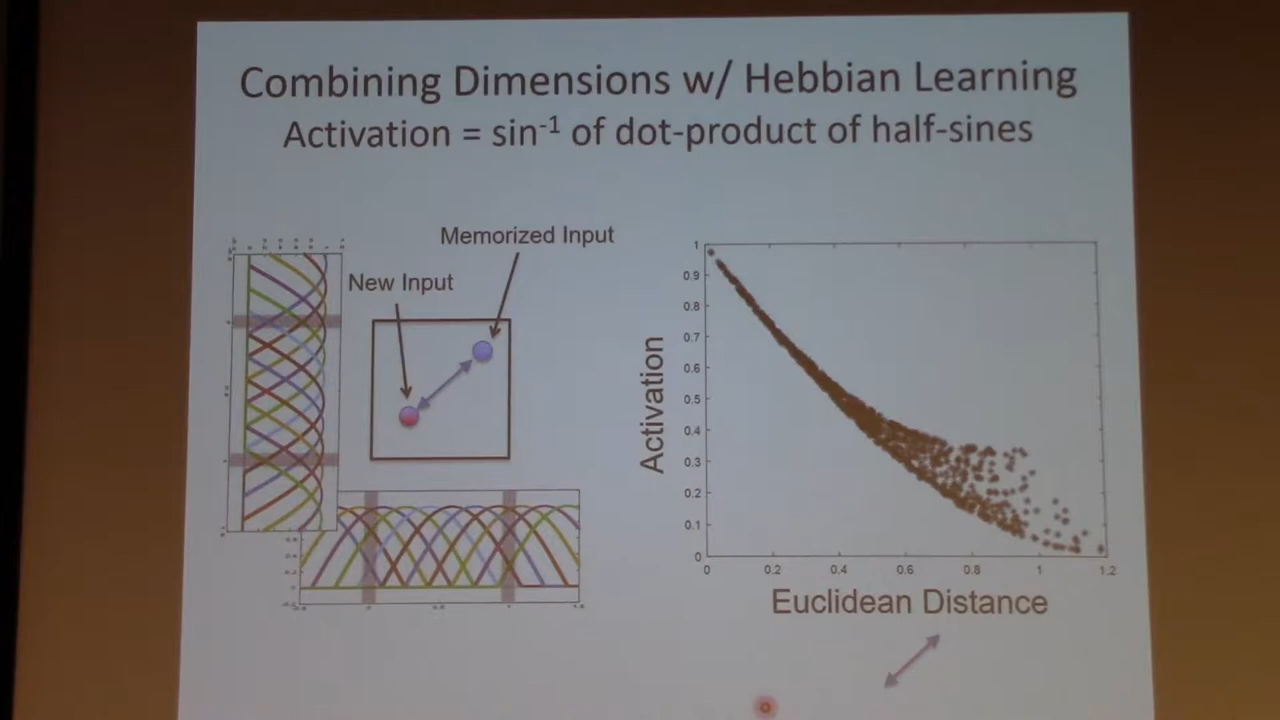 Combining Dimensions w/ Hebbian Learning
Activation = sin-1 of dot-product of half-sines
Memorized Input
New Input
Activation
1
0.9
0.8
0.7
0.6
0.5
0.4
0.3
0.2
0.1
0
0 0.2 0.4 0.6 0.8 1 1.2
Euclidean Distance